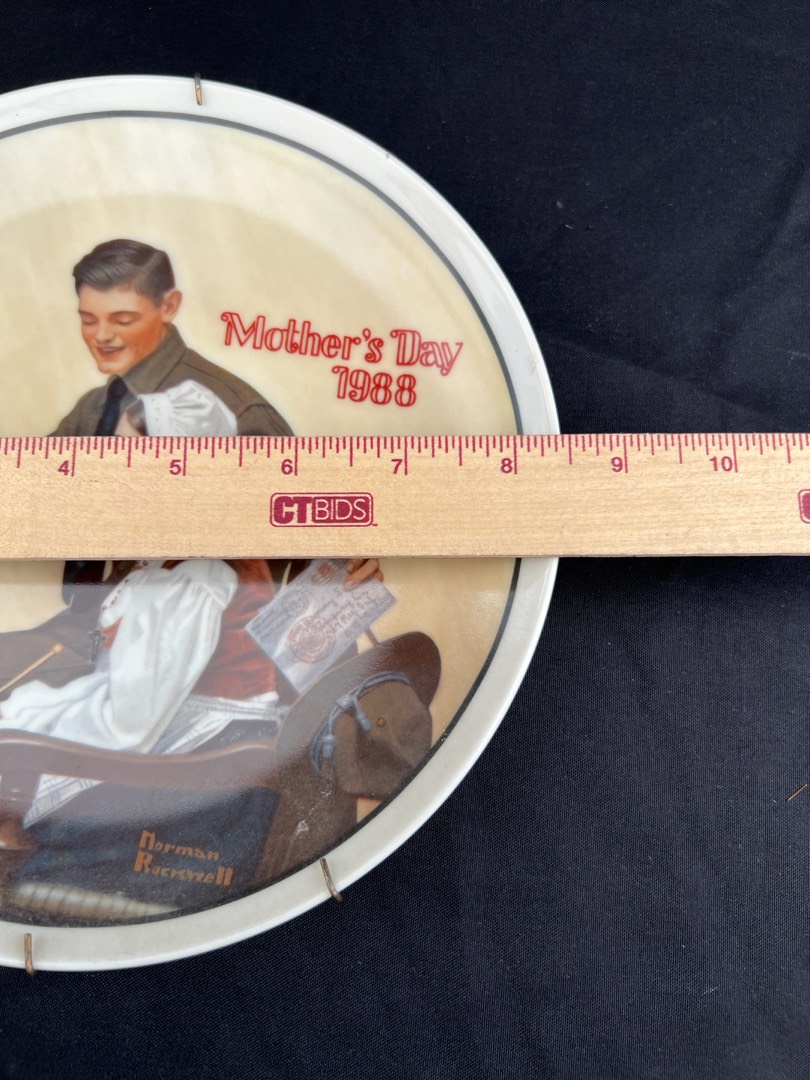 Mother's Day
1988
4 5 6 7 8 9 10
CTBIDS
Norman
Rockwell